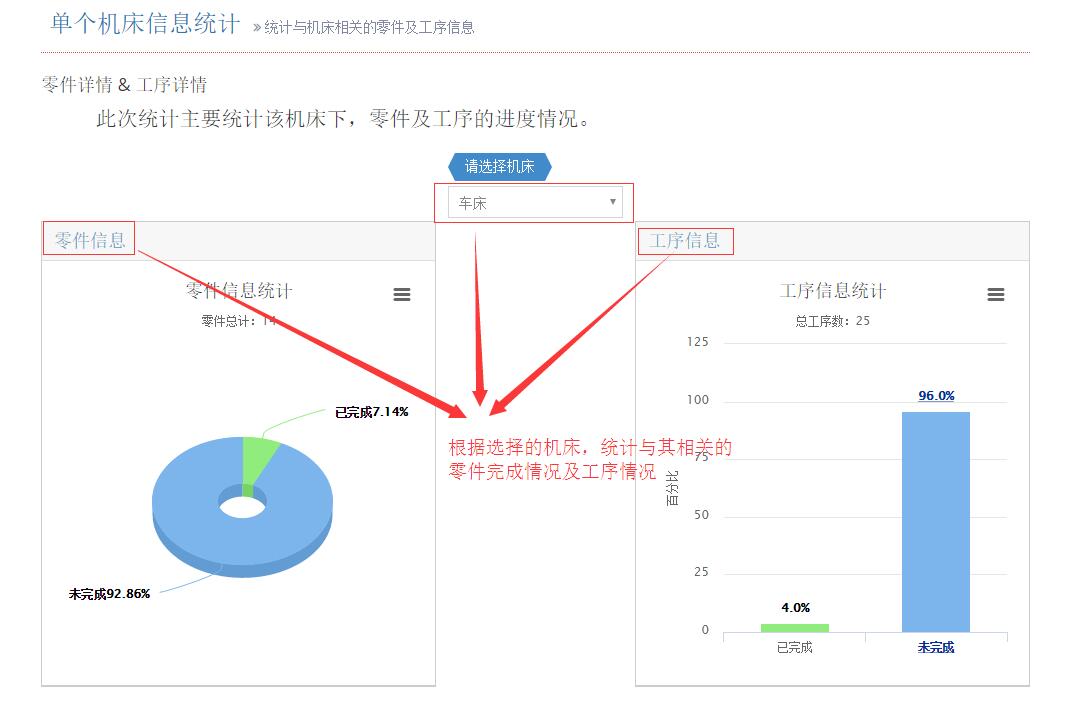 单个机床信息统计 » 统计与机床相关的零件及工序信息
零件详情 & 工序详情
此次统计主要统计该机床下，零件及工序的进度情况。
请选择机床
车床
零件信息
零件信息统计
零件总计：14
已完成7.14%
未完成92.86%
根据选择的机床，统计与其相关的
零件完成情况及工序情况
工序信息
工序信息统计
总工序数：25
125
100
75
50
25
0
百分比
4.0%
96.0%
已完成
未完成